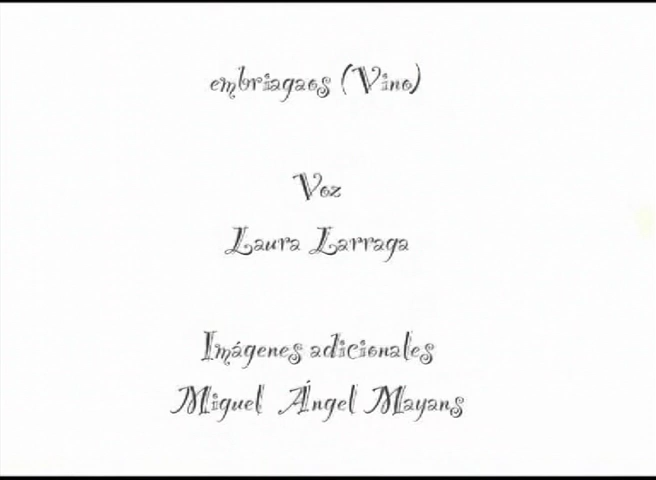 embriagaos (Vino)
Voz
Laura Larraga
Imágenes adicionales
Miguel Ángel Mayans